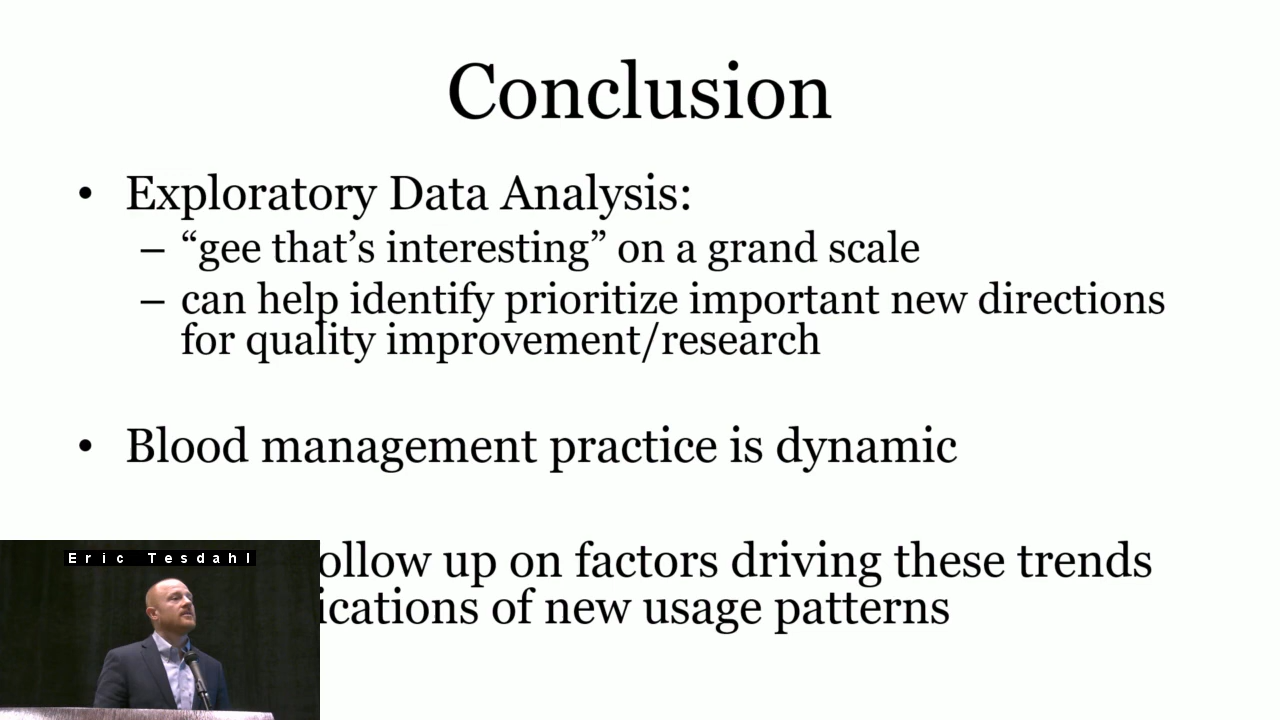 Conclusion
• Exploratory Data Analysis:
– “gee that’s interesting” on a grand scale
– can help identify prioritize important new directions
for quality improvement/research
• Blood management practice is dynamic
ollow up on factors driving these trends
ications of new usage patterns
Eric Tesdahl